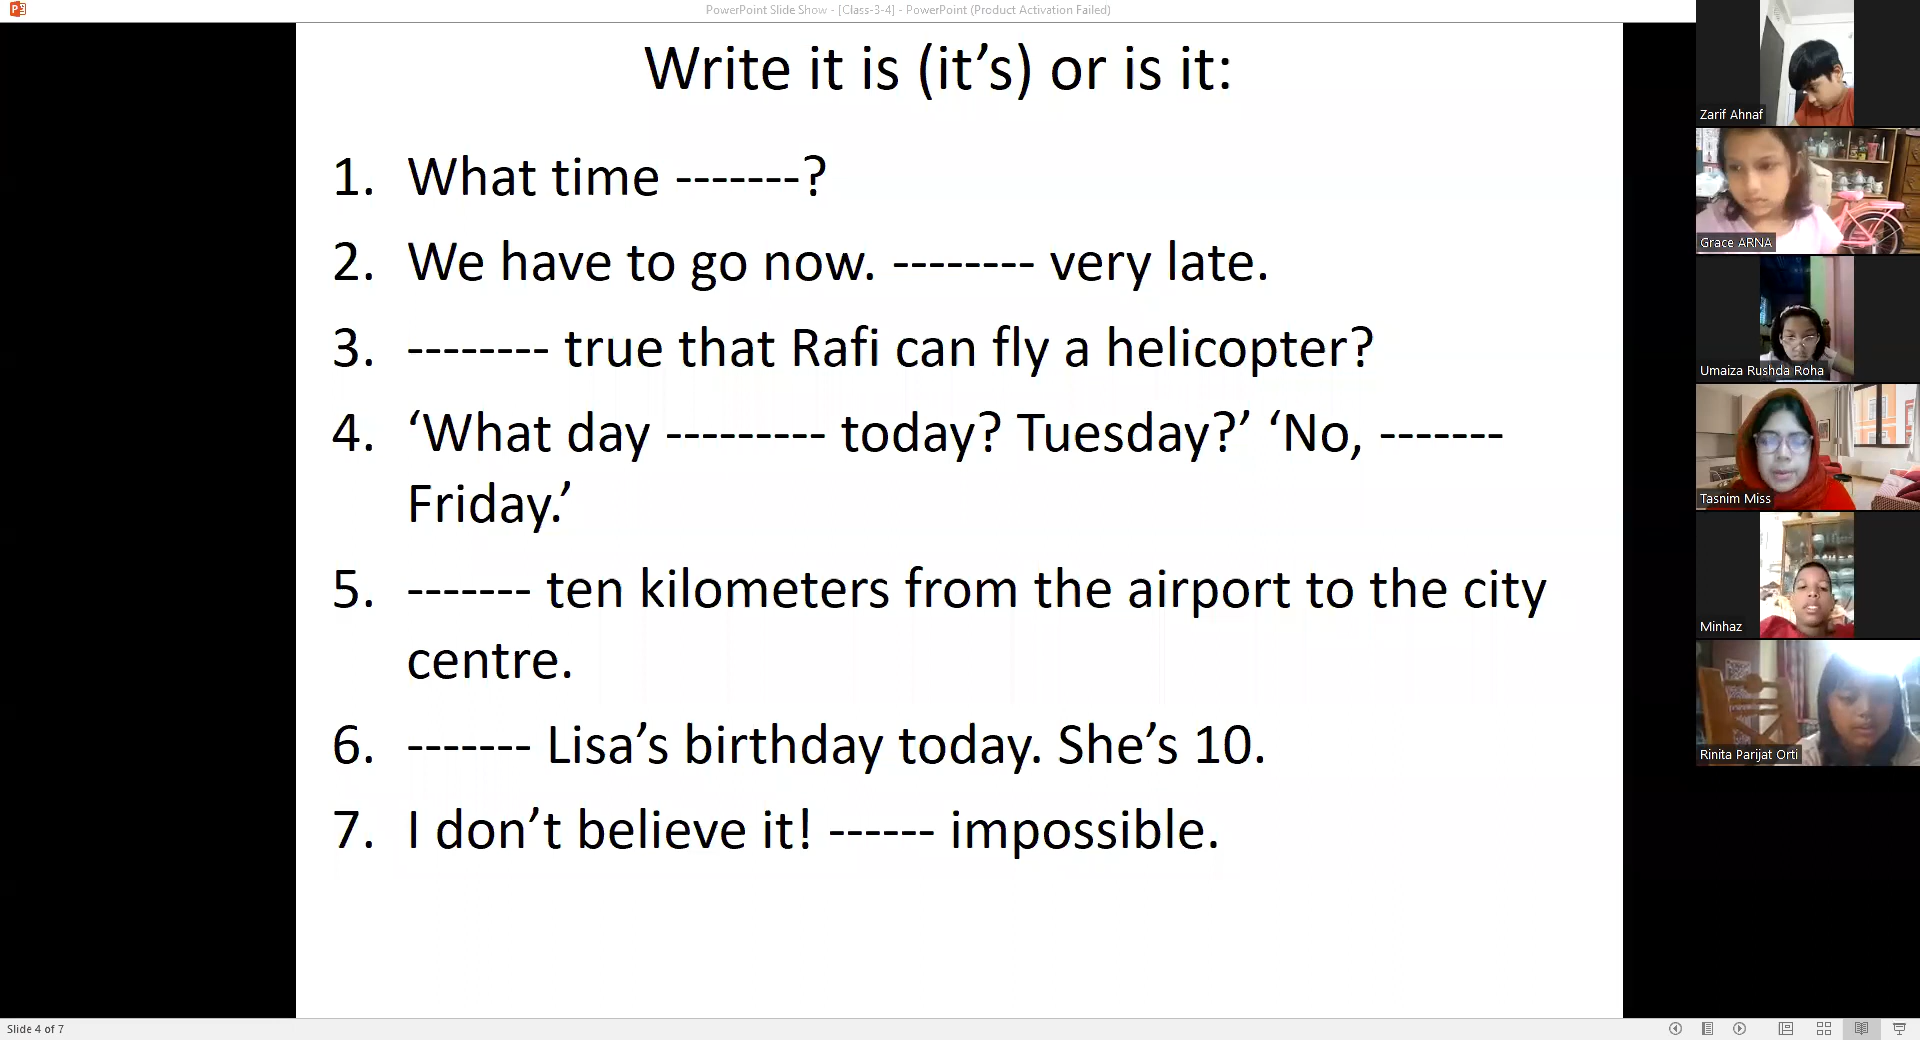 PowerPoint Slide Show - [Class-3-4] - PowerPoint (Product Activation Failed)
Write it is (it’s) or is it:
1. What time -------?
2. We have to go now. -------- very late.
3. -------- true that Rafi can fly a helicopter?
4. ‘What day --------- today? Tuesday?’ ‘No, -------
Friday.’
5. ------- ten kilometers from the airport to the city
centre.
6. ------- Lisa’s birthday today. She’s 10.
7. I don’t believe it! ------ impossible.
Zarif Ahnaf
Grace ARNA
Umaiza Rushda Roha
Tasnim Miss
Minhaz
Rinita Parijat Orti
Slide 4 of 7